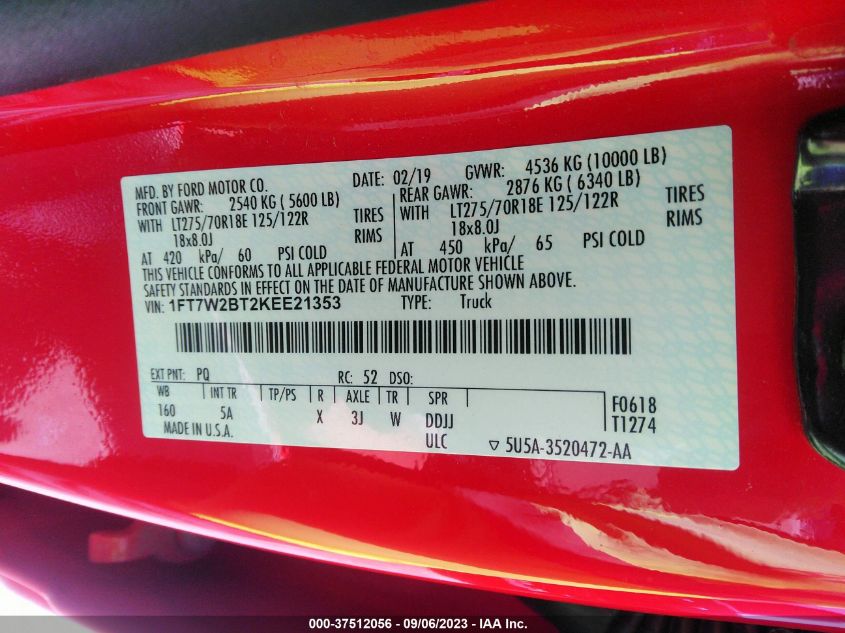 MFD. BY FORD MOTOR CO. DATE: 02/19 GVWR: 4536 KG (10000 LB)
FRONT GAWR: 2540 KG ( 5600 LB) REAR GAWR: 2876 KG ( 6340 LB)
WITH LT275/70R18E 125/122R TIRES WITH LT275/70R18E 125/122R TIRES
18x8.0J RIMS 18x8.0J RIMS
AT 420 kPa/ 60 PSI COLD AT 450 kPa/ 65 PSI COLD
THIS VEHICLE CONFORMS TO ALL APPLICABLE FEDERAL MOTOR VEHICLE
SAFETY STANDARDS IN EFFECT ON THE DATE OF MANUFACTURE SHOWN ABOVE.
VIN: 1FT7W2BT2KEE21353 TYPE: Truck
EXT PNT: PQ RC: 52 DSO:
WB INT TR TP/PS R AXLE TR SPR F0618
160 5A X 3J W DDJJ T1274
MADE IN U.S.A. ULC ▽ 5U5A-3520472-AA
000-37512056 - 09/06/2023 - IAA Inc.